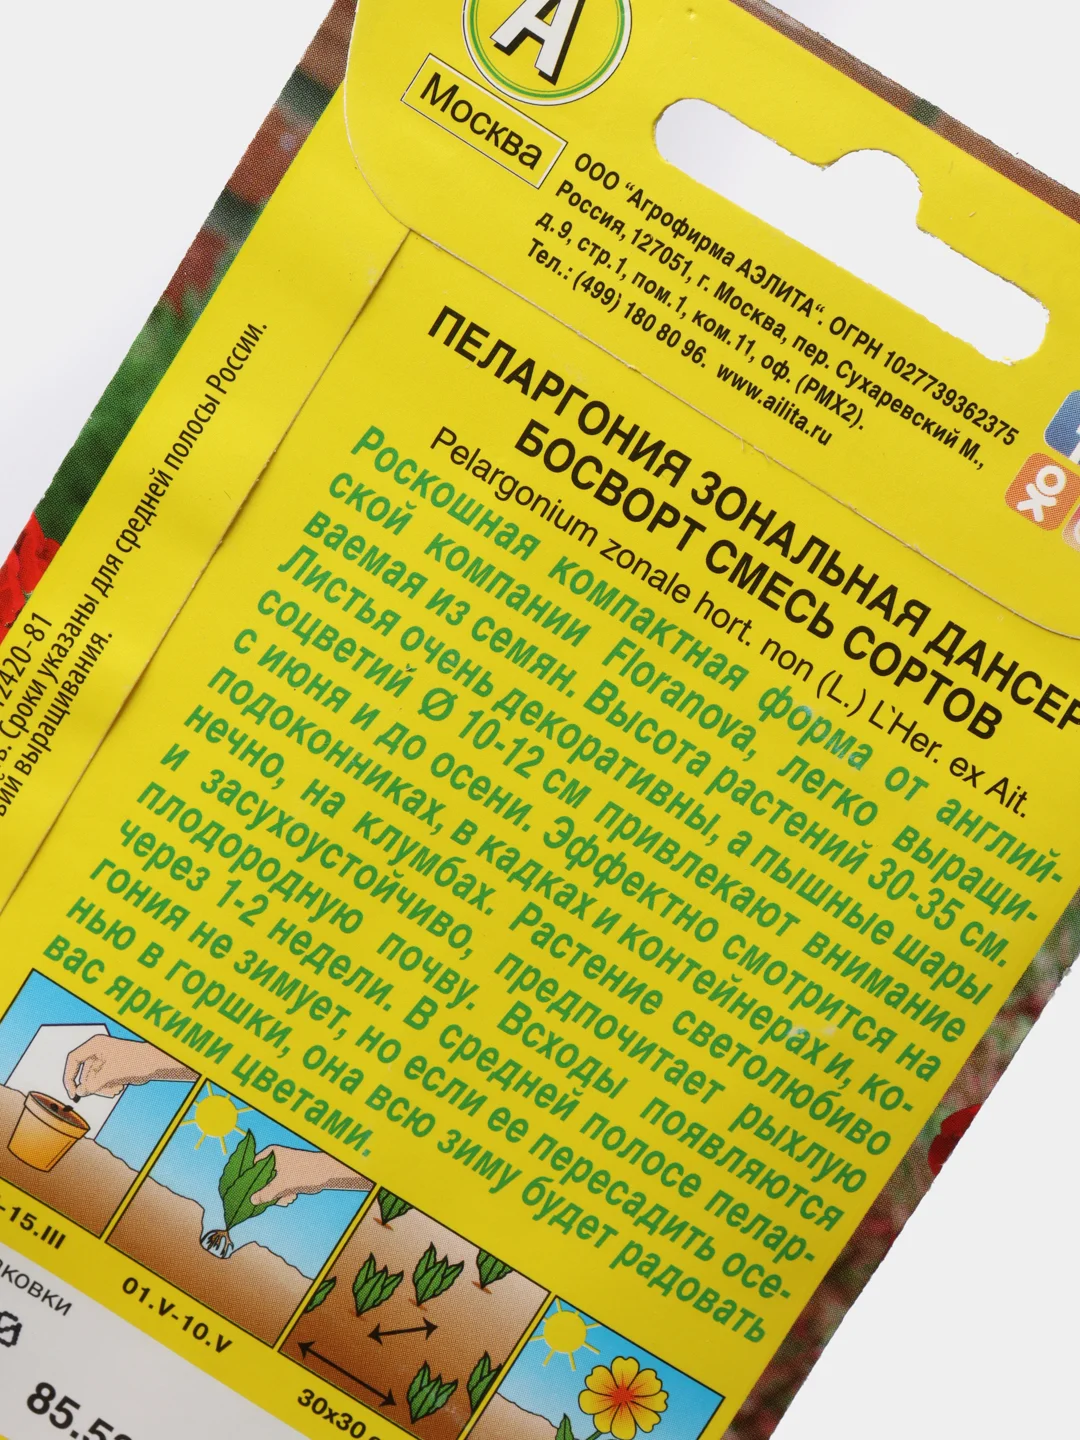 А
Москва
ООО “Агрофирма АЭЛИТА“. ОГРН 1027739362375
Россия, 127051, г. Москва, пер. Сухаревский М.,
д. 9, стр.1, пом.1, ком.11, оф. (РМХ2).
Тел.: (499) 180 80 96. www.ailita.ru
ПЕЛАРГОНИЯ ЗОНАЛЬНАЯ ДАНСЕР
БОСВОРТ СМЕСЬ СОРТОВ
Pelargonium zonale hort. non (L.) L`Her. ex Ait.
Роскошная компактная форма от англий-
ской компании Floranova, легко выращи-
ваемая из семян. Высота растений 30-35 см.
Листья очень декоративны, а пышные шары
соцветий Ø 10-12 см привлекают внимание
с июня и до осени. Эффектно смотрится на
подоконниках, в кадках и контейнерах и, ко-
нечно, на клумбах. Растение светолюбиво
и засухоустойчиво, предпочитает рыхлую
плодородную почву. Всходы появляются
через 1-2 недели. В средней полосе пелар-
гония не зимует, но если ее пересадить осе-
нью в горшки, она всю зиму будет радовать
вас яркими цветами.
2420-81
Сроки указаны для средней полосы России.
выращивания.
-15.III
01.V-10.V
30x30
85.5